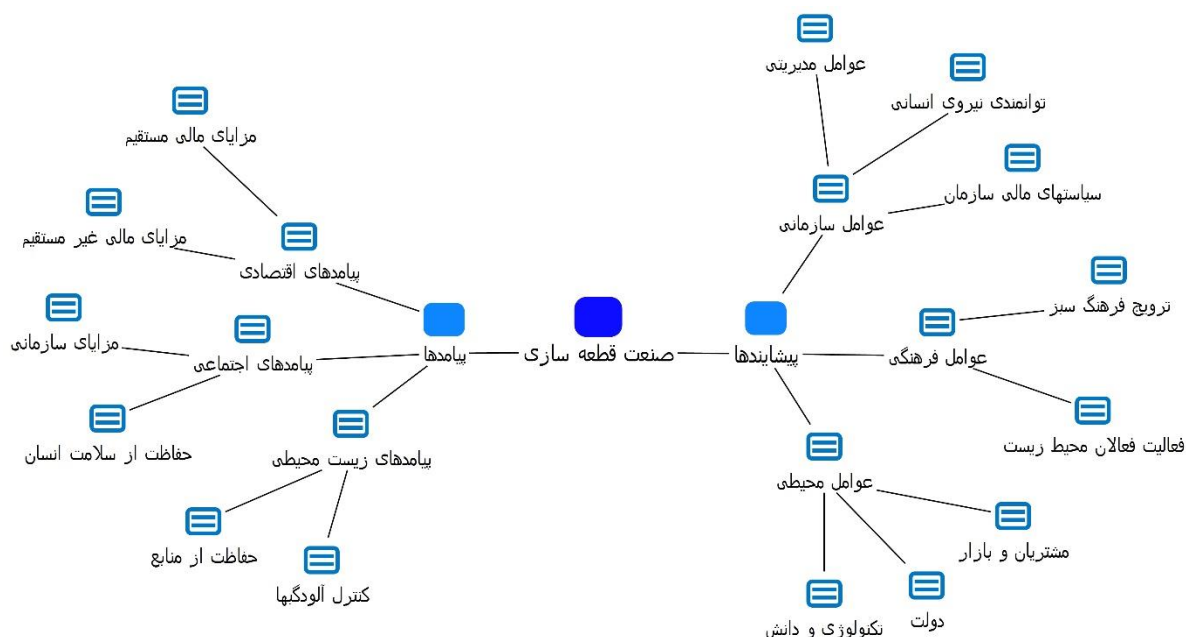 عوامل مدیریتی
توانمندی نیروی انسانی
سیاستهای مالی سازمان
عوامل سازمانی
ترویج فرهنگ سبز
عوامل فرهنگی
پیشایندها
فعالیت فعالان محیط زیست
عوامل محیطی
مشتریان و بازار
دولت
تکنولوژی و دانش
صنعت قطعه سازی
مزایای مالی مستقیم
مزایای مالی غیر مستقیم
پیامدهای اقتصادی
پیامدها
مزایای سازمانی
پیامدهای اجتماعی
حفاظت از سلامت انسان
پیامدهای زیست محیطی
حفاظت از منابع
کنترل آلودگیها